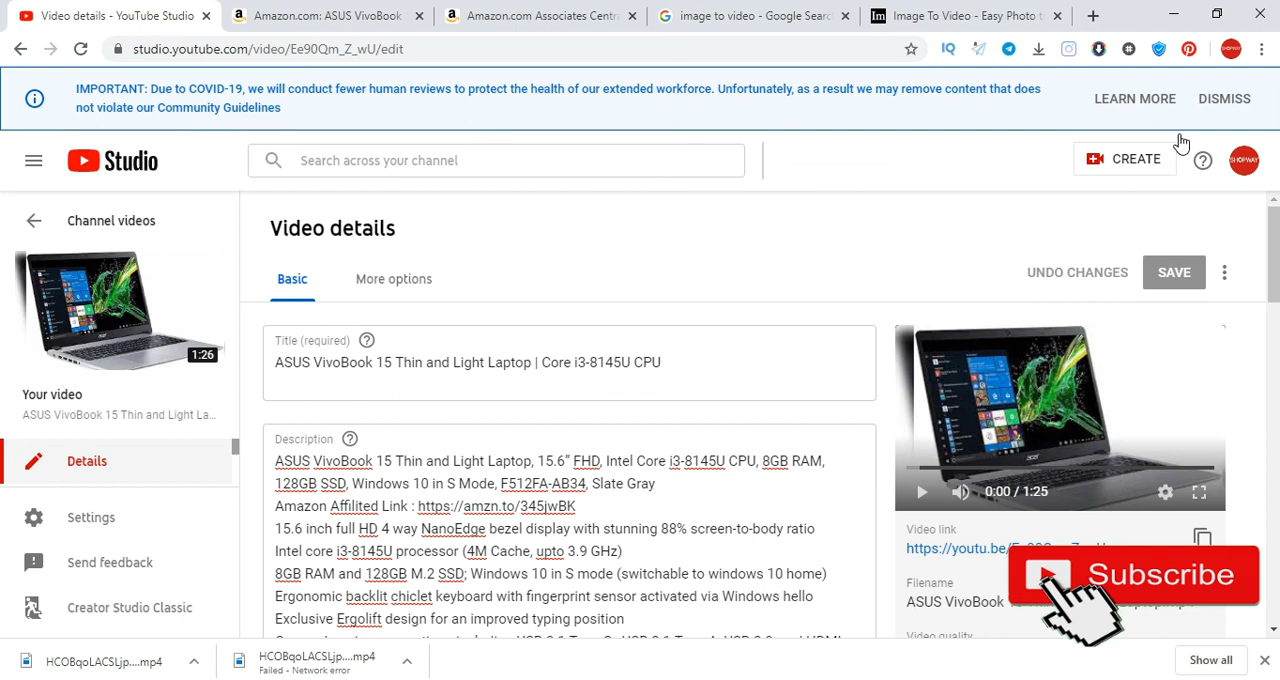 Video details - YouTube Studio
Amazon.com: ASUS VivoBook
Amazon.com Associates Centr
image to video - Google Searc
Image To Video - Easy Photo t
studio.youtube.com/video/Ee90Qm_Z_wU/edit
IMPORTANT: Due to COVID-19, we will conduct fewer human reviews to protect the health of our extended workforce. Unfortunately, as a result we may remove content that does
not violate our Community Guidelines
LEARN MORE
DISMISS
Studio
Search across your channel
CREATE
SHOPWAY
Channel videos
Video details
Basic
More options
UNDO CHANGES
SAVE
1:26
Your video
ASUS VivoBook 15 Thin and Light La...
Details
Settings
Send feedback
Creator Studio Classic
Title (required)
ASUS VivoBook 15 Thin and Light Laptop | Core i3-8145U CPU
Description
ASUS VivoBook 15 Thin and Light Laptop, 15.6” FHD, Intel Core i3-8145U CPU, 8GB RAM,
128GB SSD, Windows 10 in S Mode, F512FA-AB34, Slate Gray
Amazon Affilited Link : https://amzn.to/345jwBK
15.6 inch full HD 4 way NanoEdge bezel display with stunning 88% screen-to-body ratio
Intel core i3-8145U processor (4M Cache, upto 3.9 GHz)
8GB RAM and 128GB M.2 SSD; Windows 10 in S mode (switchable to windows 10 home)
Ergonomic backlit chiclet keyboard with fingerprint sensor activated via Windows hello
Exclusive Ergolift design for an improved typing position
0:00 / 1:25
Video link
https://youtu.be/
Filename
ASUS VivoBook
Video quality
Subscribe
HCOBqoLACSLjp....mp4
HCOBqoLACSLjp....mp4
Failed - Network error
Show all